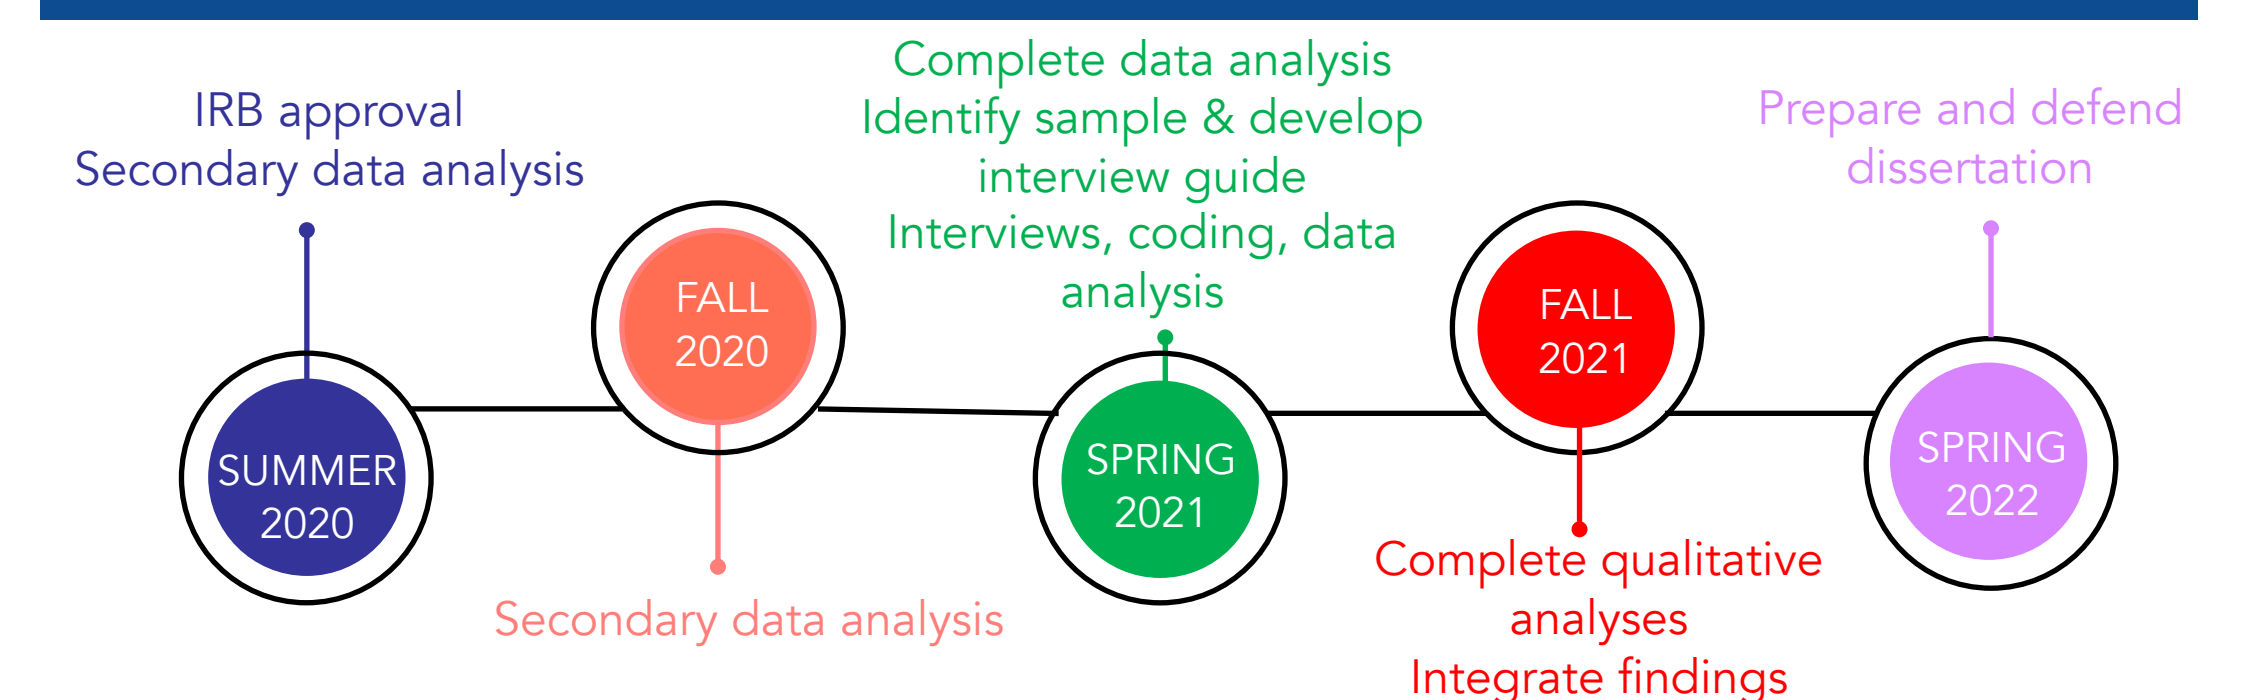 IRB approval
Secondary data analysis
SUMMER
2020
FALL
2020
Secondary data analysis
Complete data analysis
Identify sample & develop
interview guide
Interviews, coding, data
analysis
SPRING
2021
FALL
2021
Complete qualitative
analyses
Integrate findings
Prepare and defend
dissertation
SPRING
2022